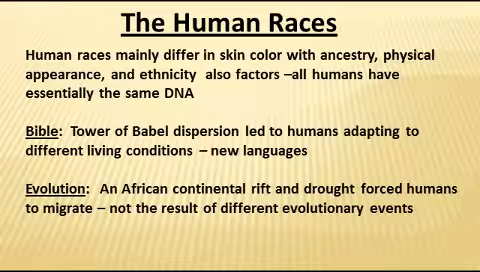 The Human Races
Human races mainly differ in skin color with ancestry, physical
appearance, and ethnicity also factors –all humans have
essentially the same DNA
Bible: Tower of Babel dispersion led to humans adapting to
different living conditions – new languages
Evolution: An African continental rift and drought forced humans
to migrate – not the result of different evolutionary events